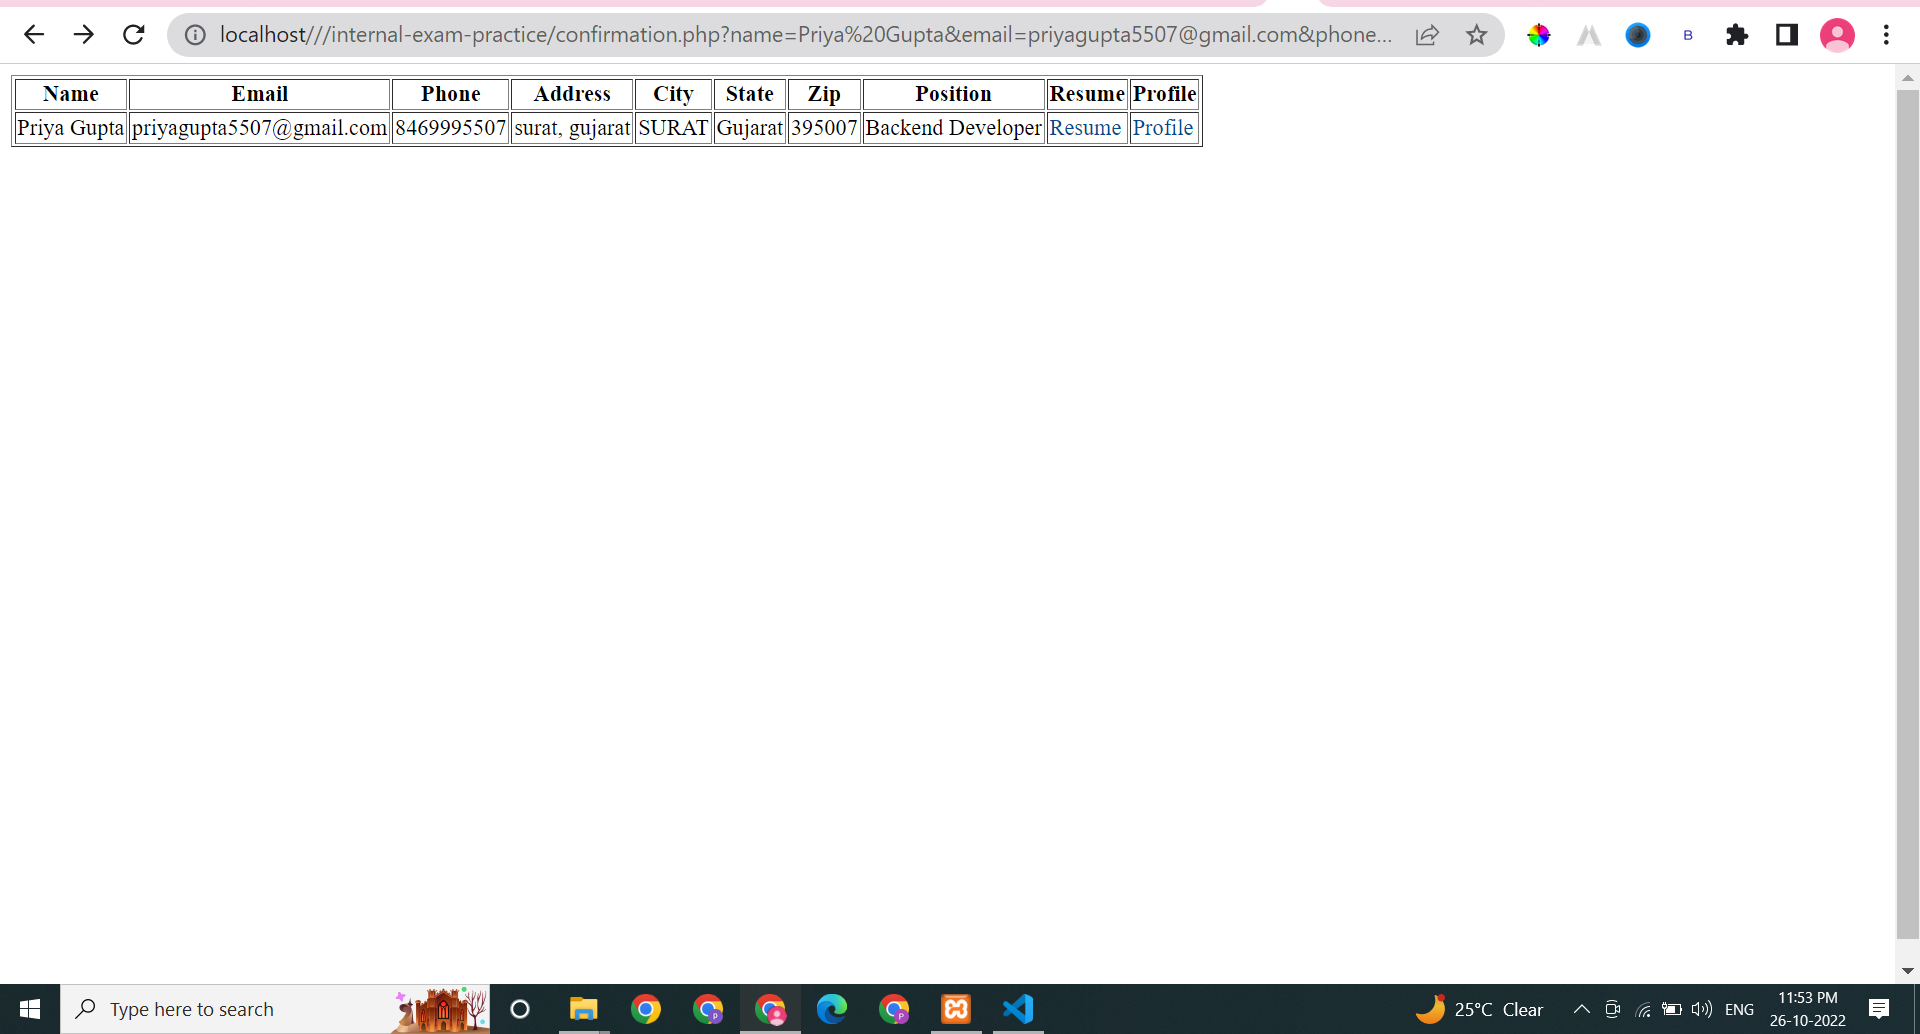 localhost///internal-exam-practice/confirmation.php?name=Priya%20Gupta&email=priyagupta5507@gmail.com&phone...
B
Name Email Phone Address City State Zip Position Resume Profile
Priya Gupta priyagupta5507@gmail.com 8469995507 surat, gujarat SURAT Gujarat 395007 Backend Developer Resume Profile
Type here to search
P
P
25°C Clear
ENG
11:53 PM
26-10-2022